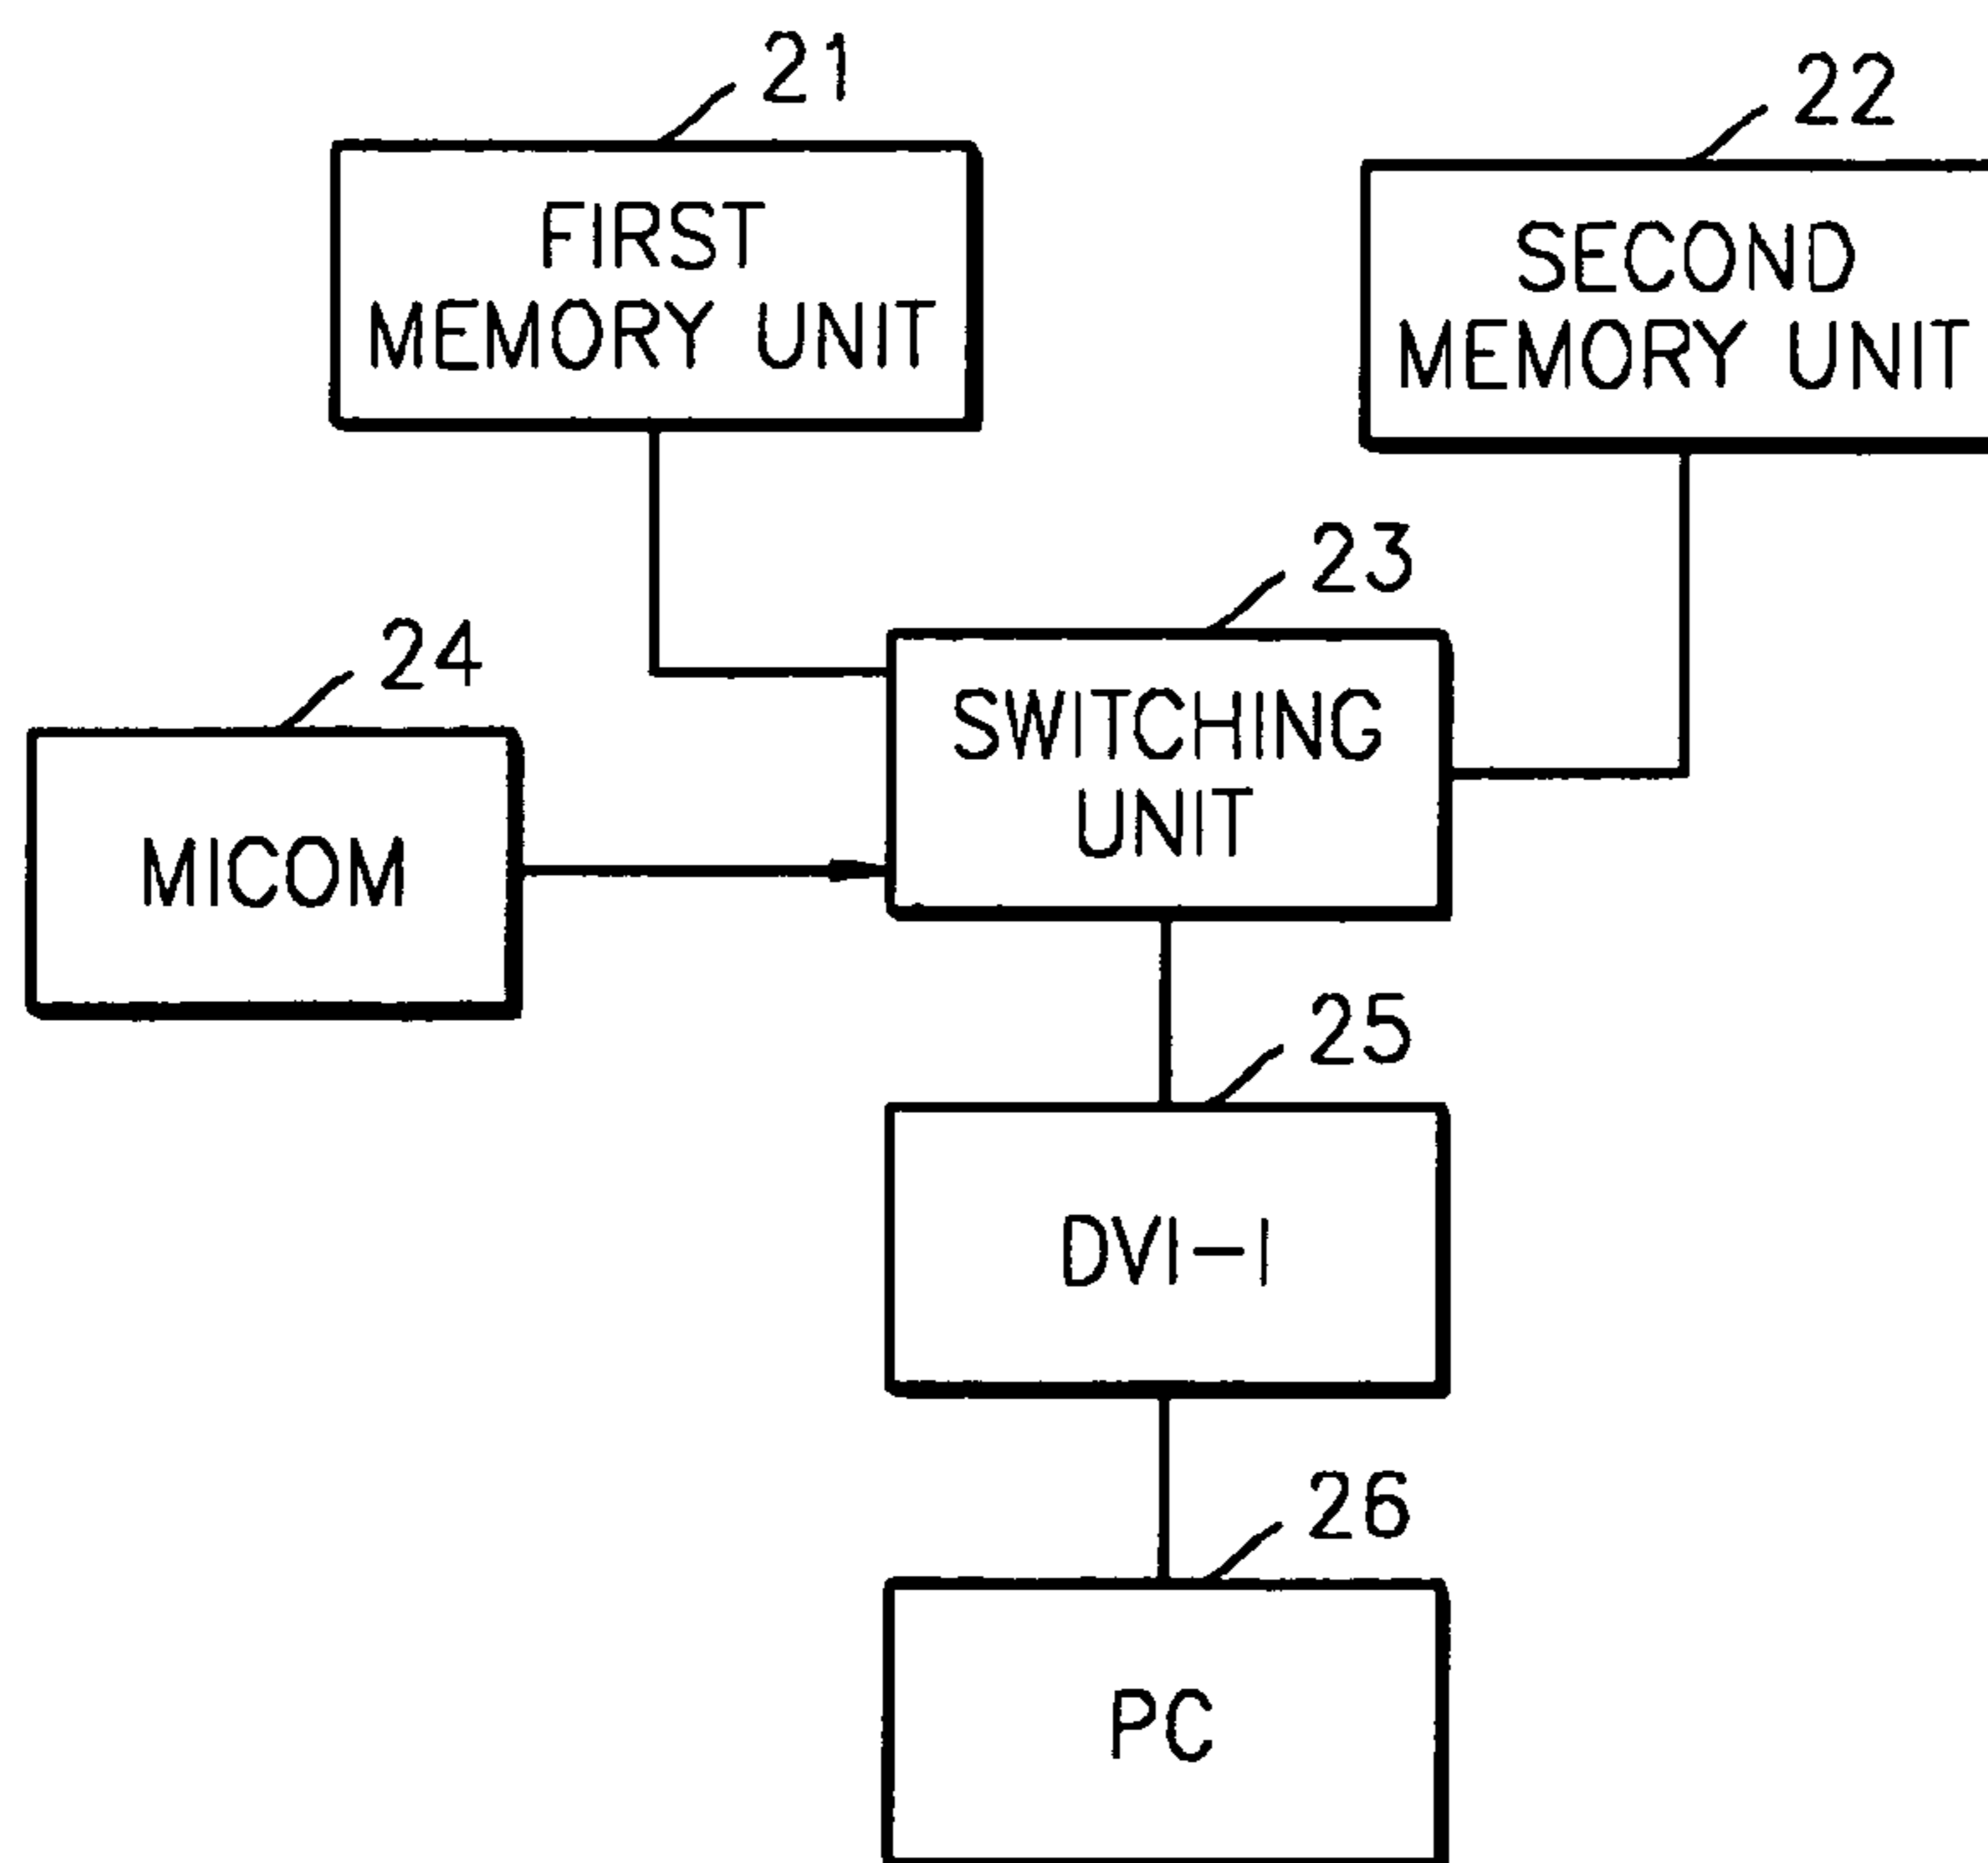 21
FIRST
MEMORY UNIT
22
SECOND
MEMORY UNIT
23
SWITCHING
UNIT
24
MICOM
25
DVI-I
26
PC